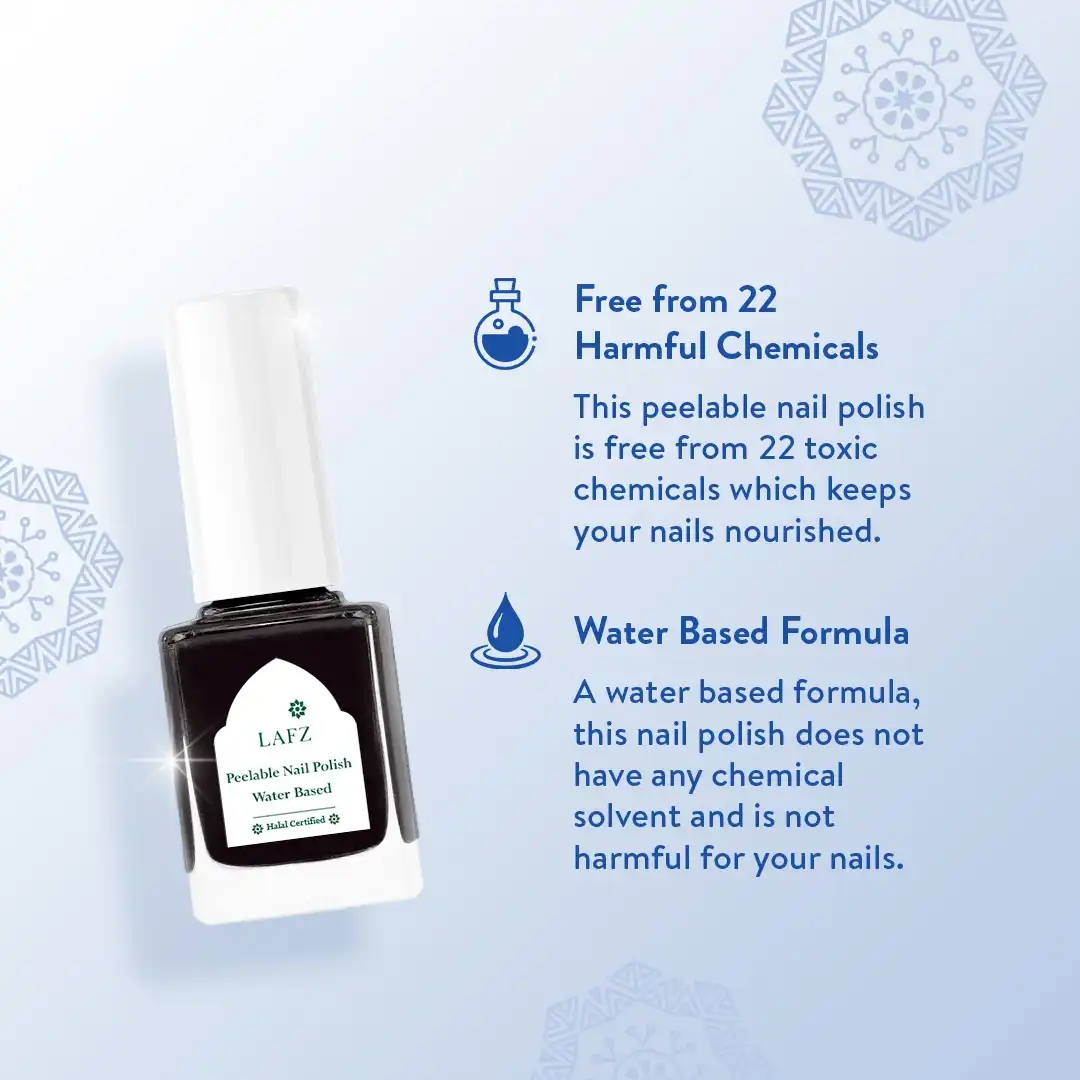 Free from 22
Harmful Chemicals
This peelable nail polish
is free from 22 toxic
chemicals which keeps
your nails nourished.
Water Based Formula
A water based formula,
this nail polish does not
have any chemical
solvent and is not
harmful for your nails.
LAFZ
Peelable Nail Polish
Water Based
Halal Certified